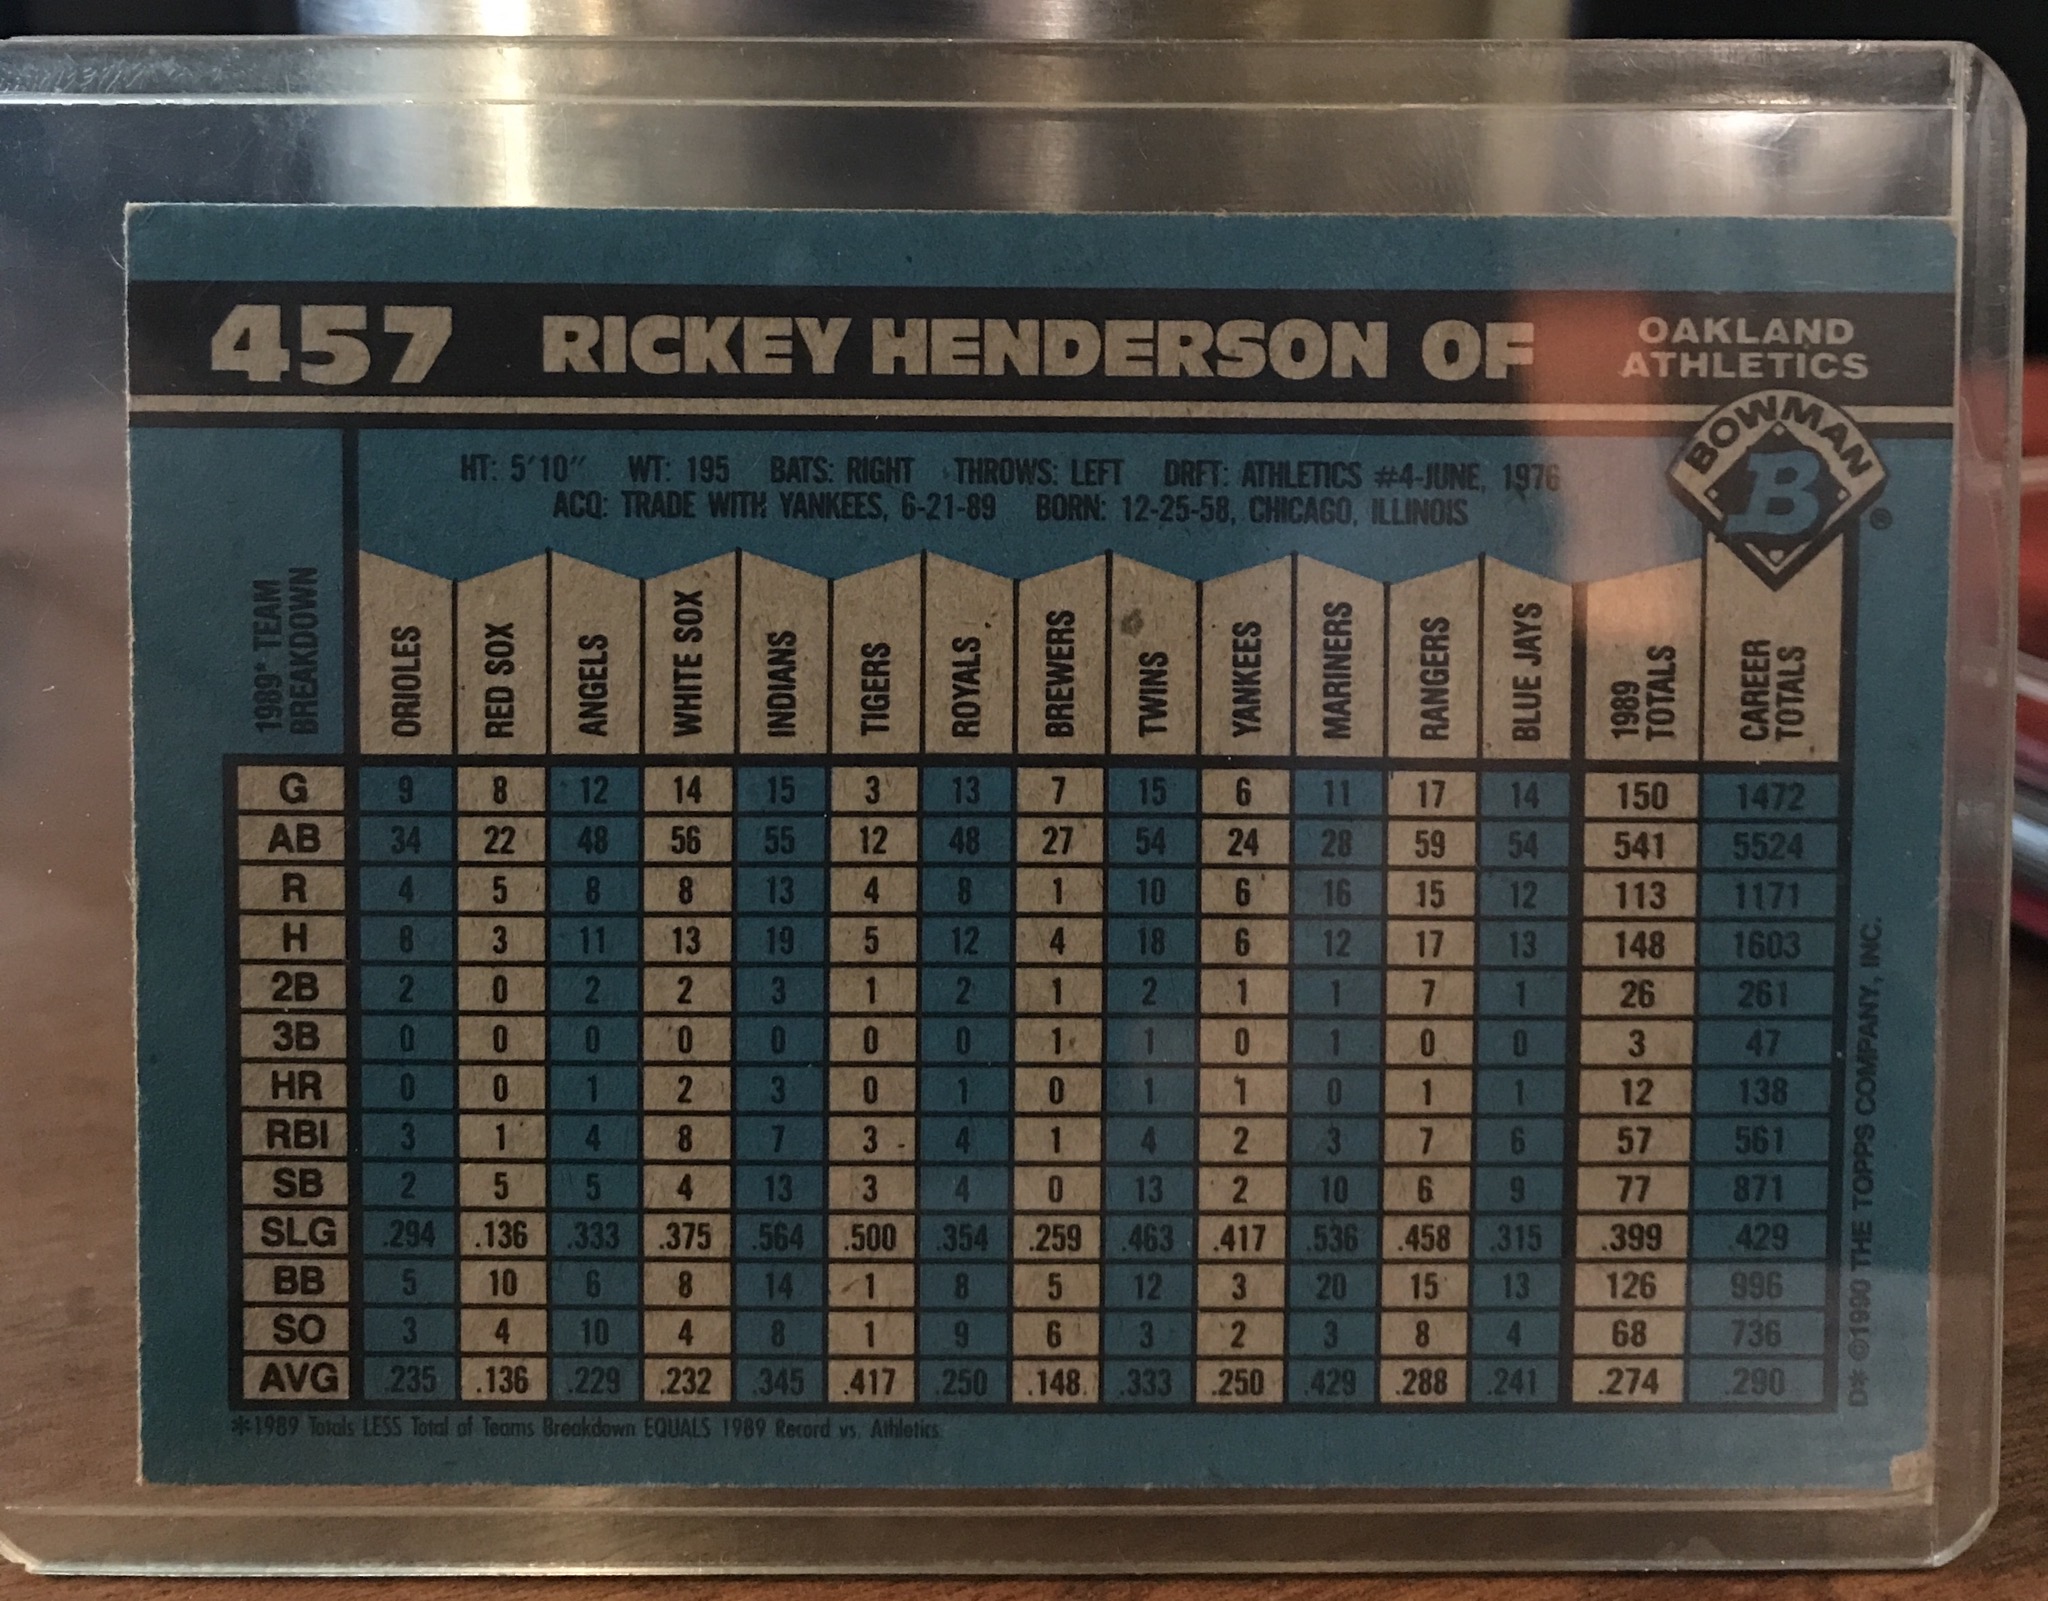 457 RICKEY HENDERSON OF OAKLAND ATHLETICS
BOWMAN
B ®
HT: 5'10" WT: 195 BATS: RIGHT THROWS: LEFT DRFT: ATHLETICS #4-JUNE, 1976
ACQ: TRADE WITH YANKEES, 6-21-89 BORN: 12-25-58, CHICAGO, ILLINOIS
1989* TEAM BREAKDOWN ORIOLES RED SOX ANGELS WHITE SOX INDIANS TIGERS ROYALS BREWERS TWINS YANKEES MARINERS RANGERS BLUE JAYS 1989 TOTALS CAREER TOTALS
G 9 8 12 14 15 3 13 7 15 6 11 17 14 150 1472
AB 34 22 48 56 55 12 48 27 54 24 28 59 54 541 5524
R 4 5 8 8 13 4 8 1 10 6 16 15 12 113 1171
H 8 3 11 13 19 5 12 4 18 6 12 17 13 148 1603
2B 2 0 2 2 3 1 2 1 2 1 1 7 1 26 261
3B 0 0 0 0 0 0 0 1 1 0 1 0 0 3 47
HR 0 0 1 2 3 0 1 0 1 1 0 1 1 12 138
RBI 3 1 4 8 7 3 4 1 4 2 3 7 6 57 561
SB 2 5 5 4 13 3 4 0 13 2 10 6 9 77 871
SLG .294 .136 .333 .375 .564 .500 .354 .259 .463 .417 .536 .458 .315 .399 .429
BB 5 10 6 8 14 1 8 5 12 3 20 15 13 126 996
SO 3 4 10 4 8 1 9 6 3 2 3 8 4 68 736
AVG .235 .136 .229 .232 .345 .417 .250 .148 .333 .250 .429 .288 .241 .274 .290
*1989 Totals LESS Total of Teams Breakdown EQUALS 1989 Record vs. Athletics
D* ©1990 THE TOPPS COMPANY, INC.